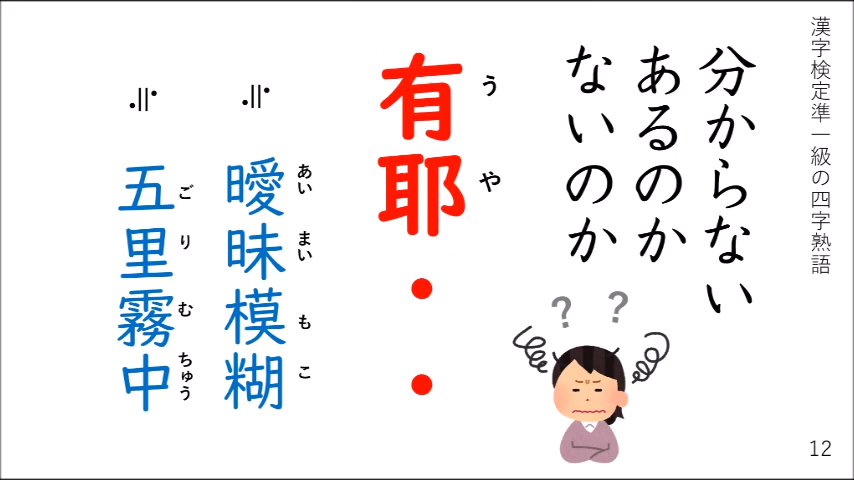 漢字検定準一級の四字熟語
分からない
あるのか
ないのか
? ?
有耶・・
うや
≒
曖昧模糊
あいまいもこ
≒
五里霧中
ごりむちゅう
12